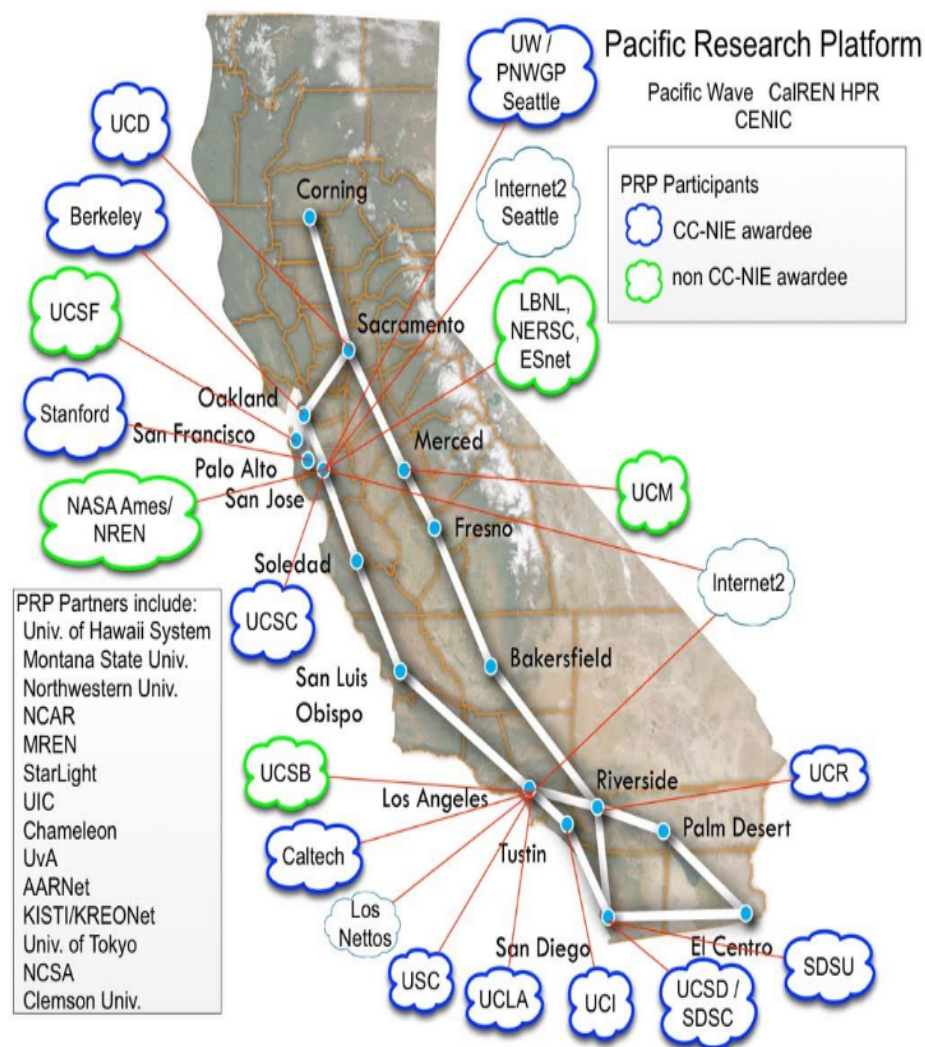 Pacific Research Platform
Pacific Wave CalREN HPR
CENIC
PRP Participants
CC-NIE awardee
non CC-NIE awardee
UW /
PNWGP
Seattle
UCD
Internet2
Seattle
Corning
Berkeley
LBNL,
NERSC,
ESnet
UCSF
Sacramento
Oakland
Stanford
San Francisco
Merced
Palo Alto
UCM
NASA Ames/
NREN
San Jose
Fresno
Soledad
Internet2
UCSC
PRP Partners include:
Univ. of Hawaii System
Montana State Univ.
Northwestern Univ.
NCAR
MREN
StarLight
UIC
Chameleon
UvA
AARNet
KISTI/KREONet
Univ. of Tokyo
NCSA
Clemson Univ.
San Luis
Obispo
Bakersfield
UCSB
Los Angeles
Riverside
UCR
Caltech
Tustin
Palm Desert
Los
Nettos
San Diego
El Centro
USC
UCLA
UCI
UCSD /
SDSC
SDSU